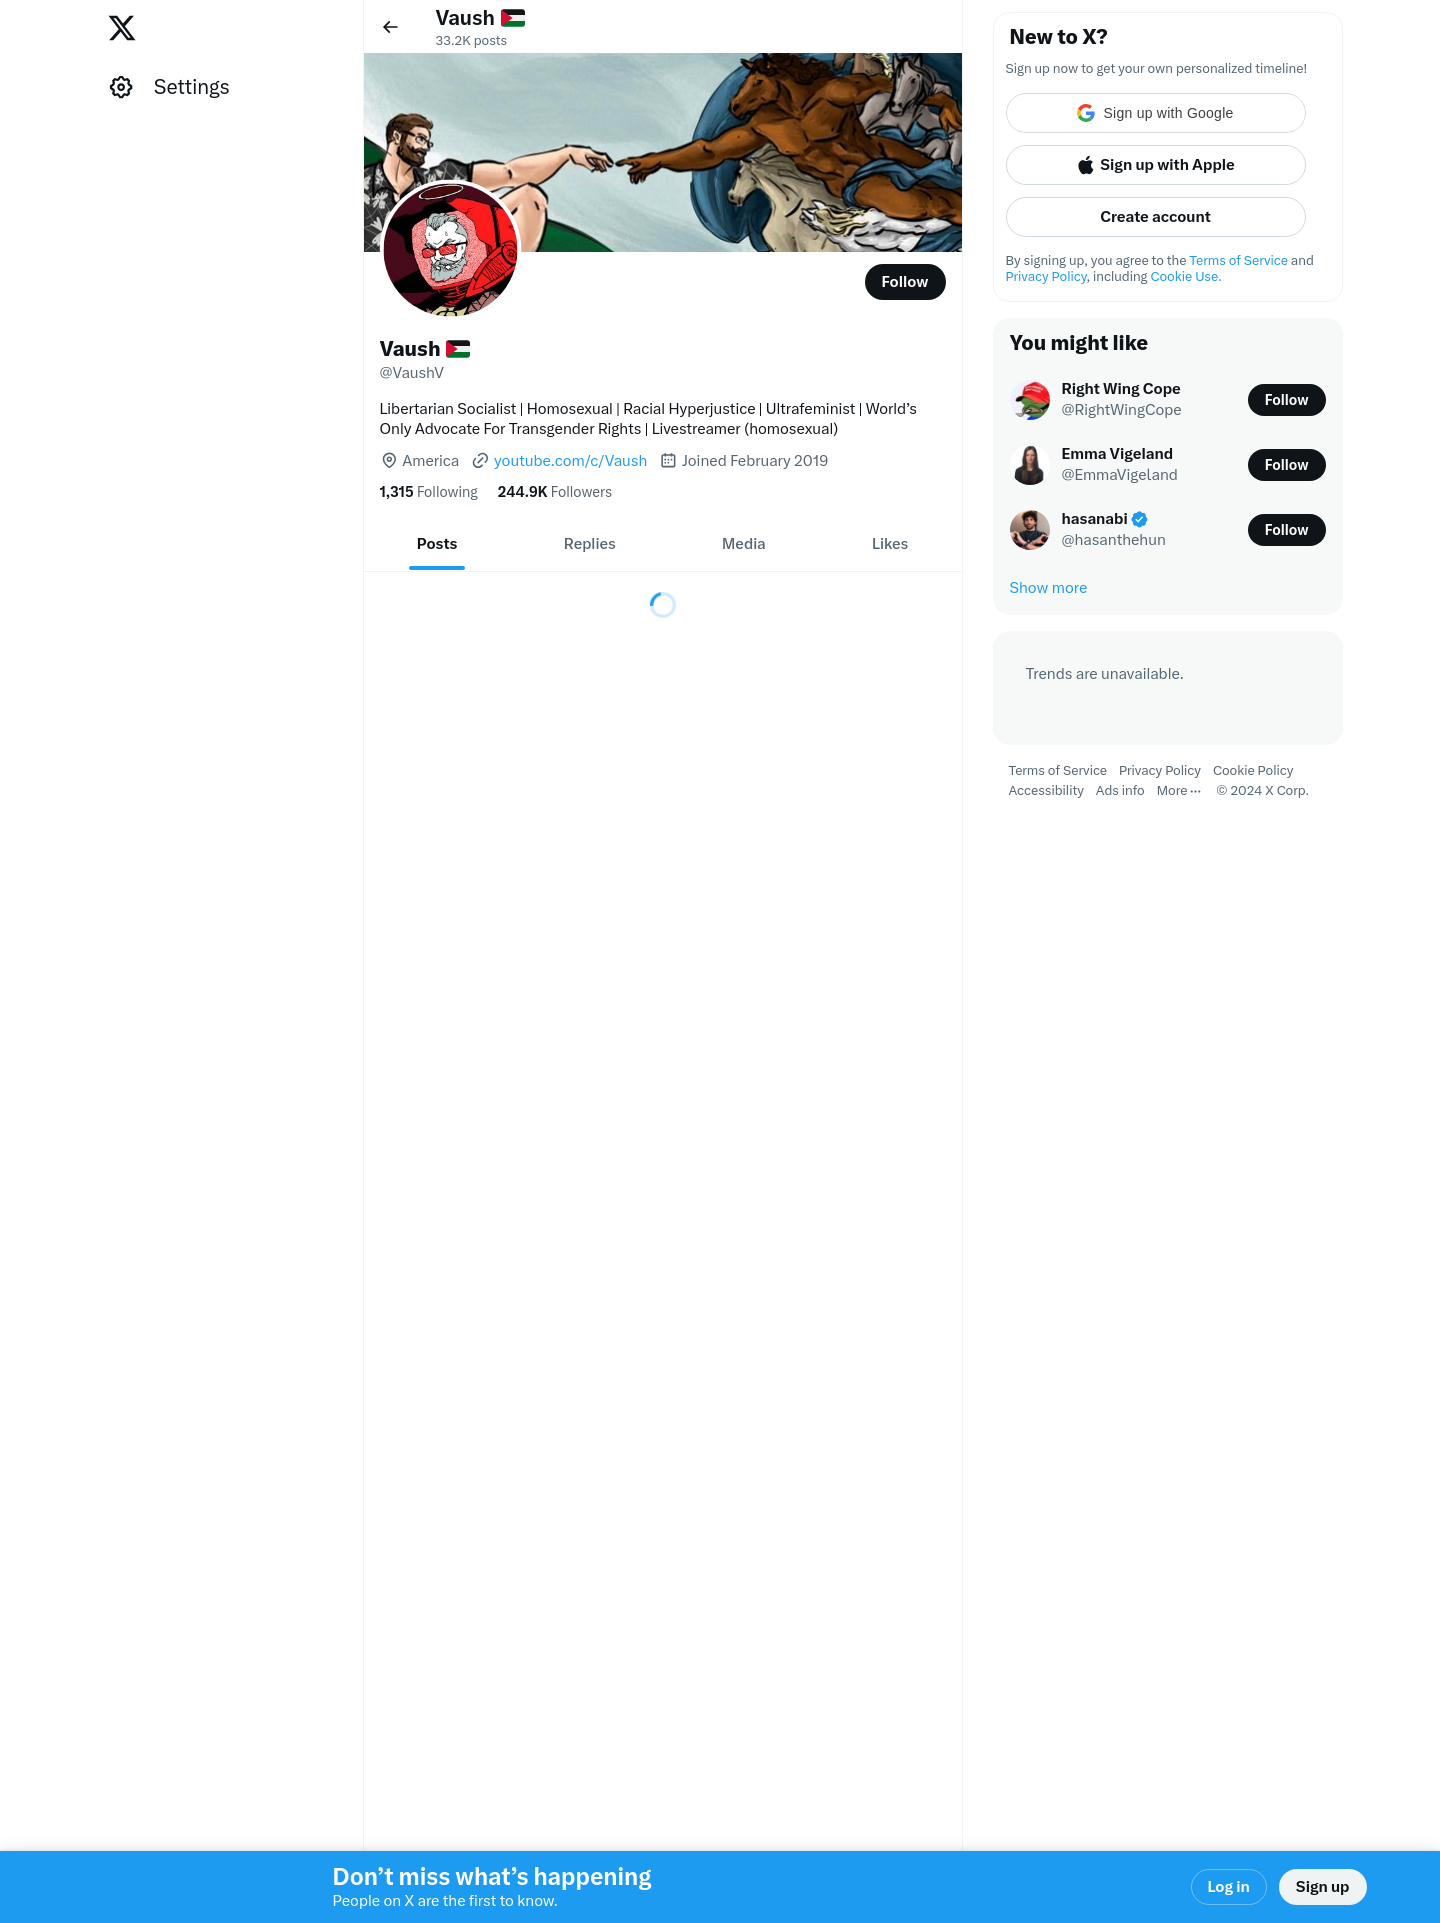 Settings
Vaush
33.2K posts
Follow
Vaush
@VaushV
Libertarian Socialist | Homosexual | Racial Hyperjustice | Ultrafeminist | World’s
Only Advocate For Transgender Rights | Livestreamer (homosexual)
America youtube.com/c/Vaush Joined February 2019
1,315 Following 244.9K Followers
Posts Replies Media Likes
New to X?
Sign up now to get your own personalized timeline!
Sign up with Google
Sign up with Apple
Create account
By signing up, you agree to the Terms of Service and
Privacy Policy, including Cookie Use.
You might like
Right Wing Cope
@RightWingCope
Follow
Emma Vigeland
@EmmaVigeland
Follow
hasanabi
@hasanthehun
Follow
Show more
Trends are unavailable.
Terms of Service Privacy Policy Cookie Policy
Accessibility Ads info More ··· © 2024 X Corp.
Don’t miss what’s happening
People on X are the first to know.
Log in Sign up